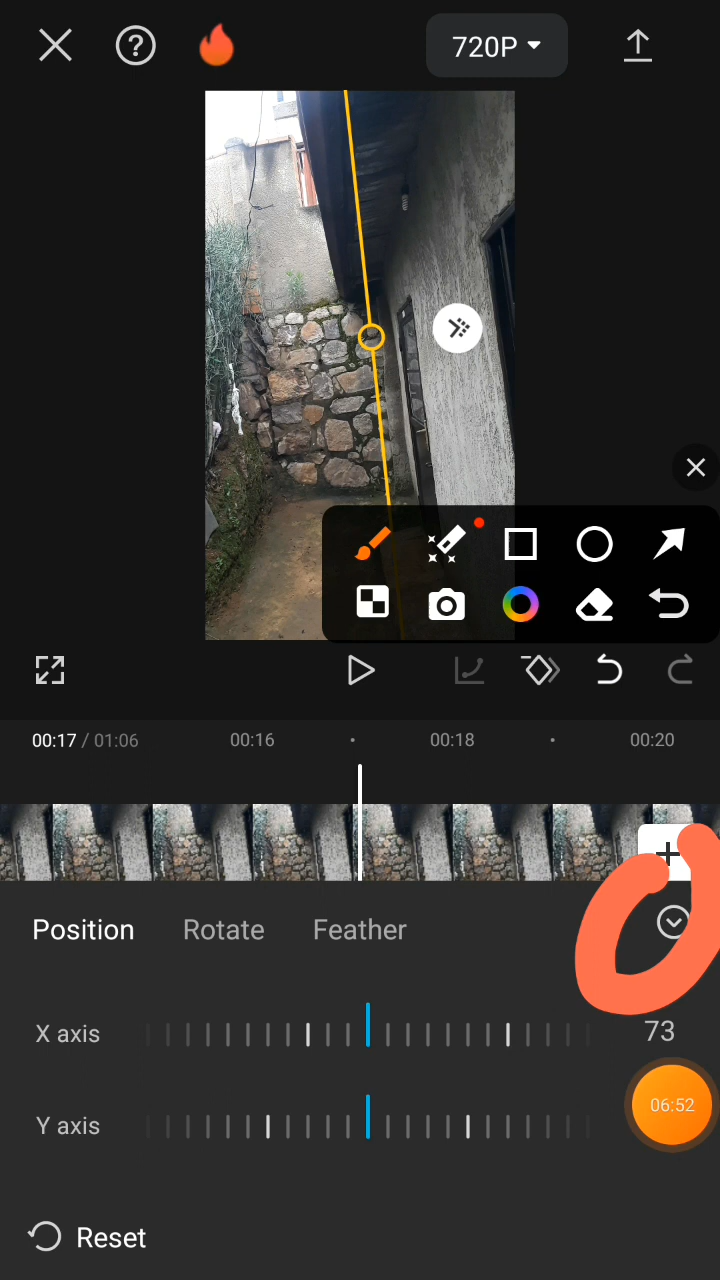 720P
00:17 / 01:06 00:16 00:18 00:20
Position Rotate Feather
X axis 73
06:52
Y axis
Reset